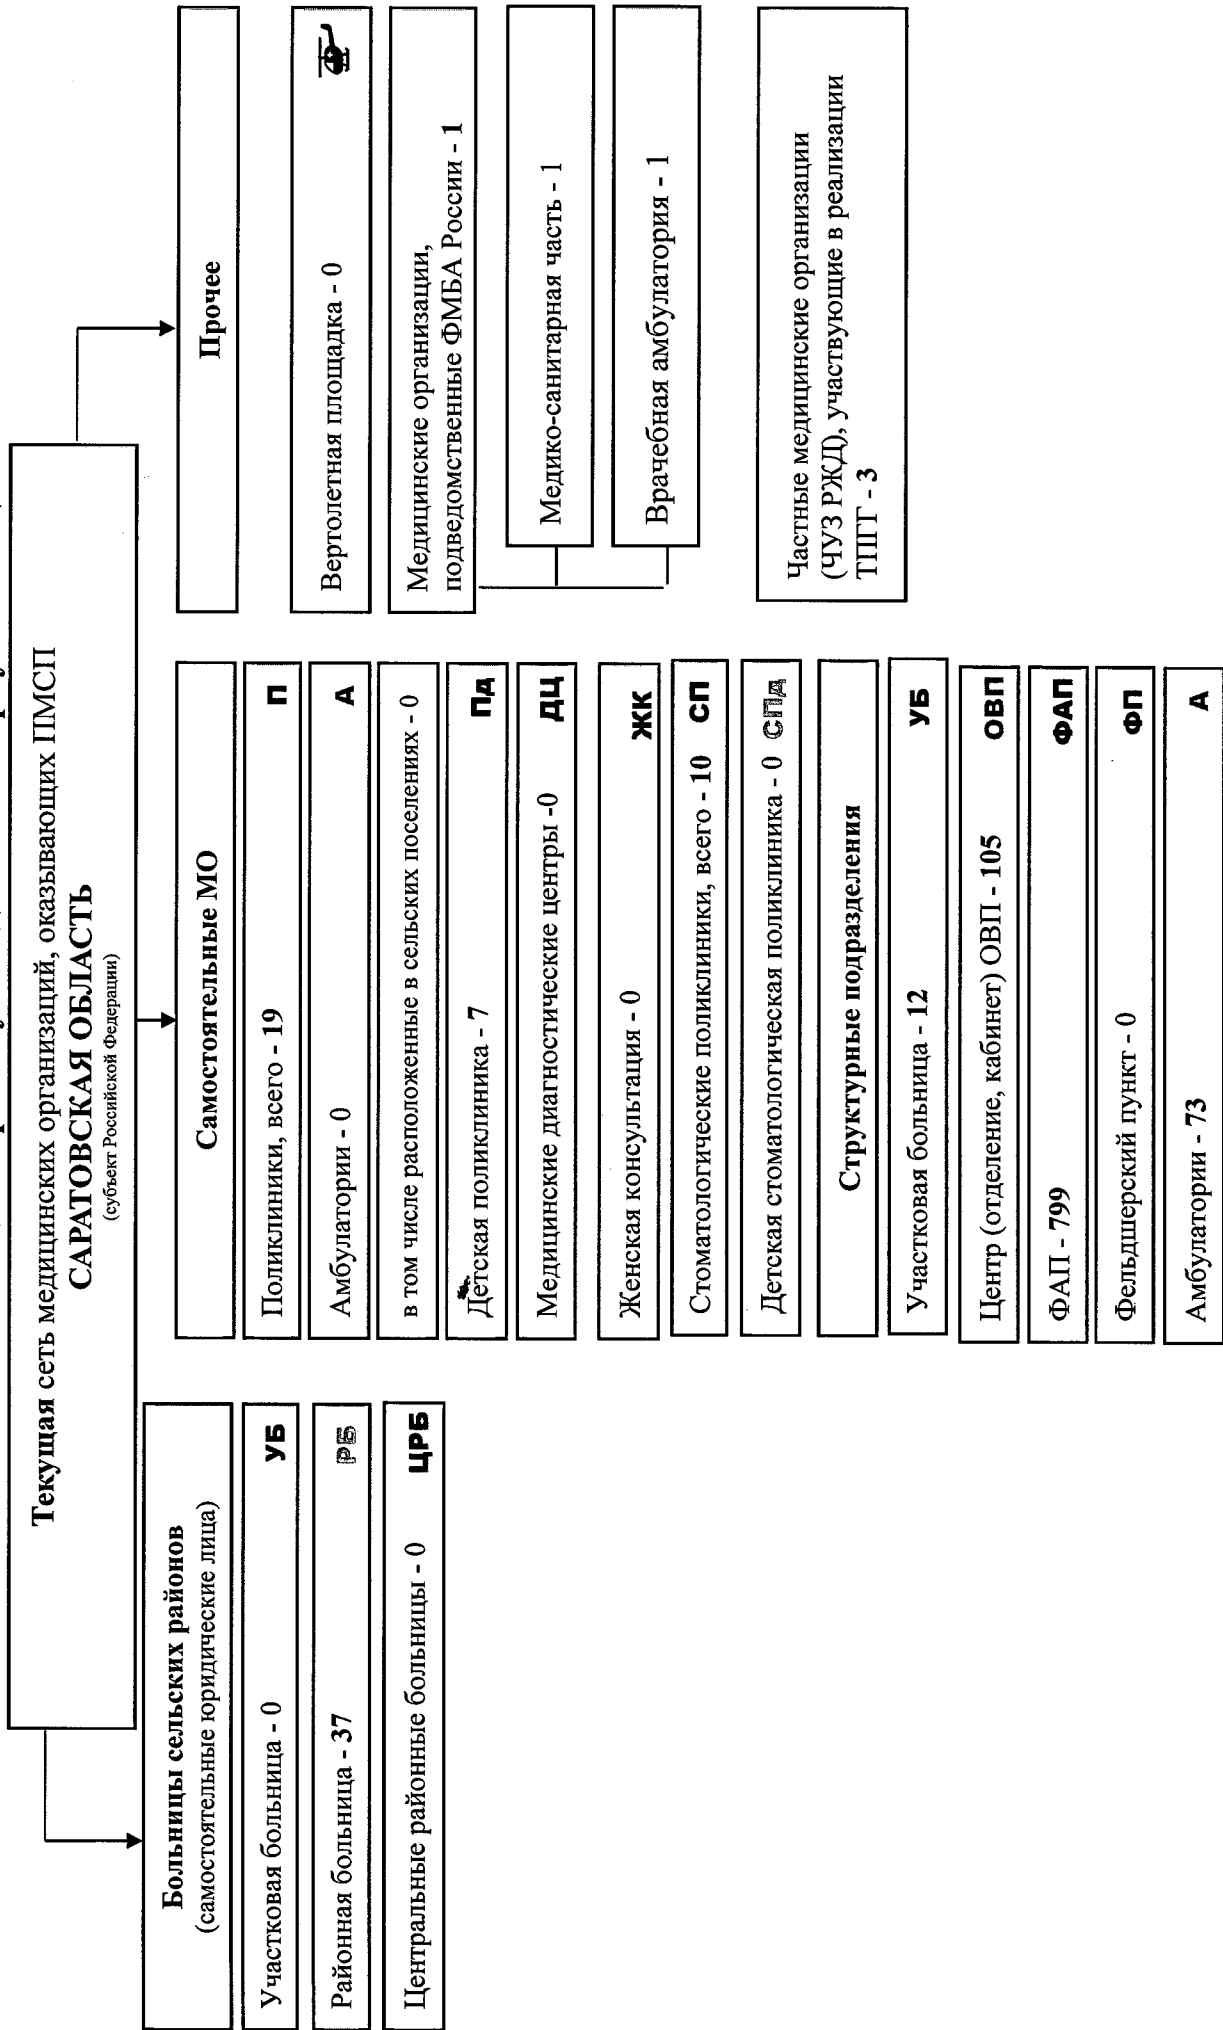 Текущая сеть медицинских организаций, оказывающих ПМСП
САРАТОВСКАЯ ОБЛАСТЬ
(субъект Российской Федерации)
Больницы сельских районов
(самостоятельные юридические лица)
Участковая больница - 0 УБ
Районная больница - 37 РБ
Центральные районные больницы - 0 ЦРБ
Самостоятельные МО
Поликлиники, всего - 19 П
Амбулатории - 0 А
в том числе расположенные в сельских поселениях - 0
Детская поликлиника - 7 Пд
Медицинские диагностические центры -0 ДЦ
Женская консультация - 0 ЖК
Стоматологические поликлиники, всего - 10 СП
Детская стоматологическая поликлиника - 0 СПд
Структурные подразделения
Участковая больница - 12 УБ
Центр (отделение, кабинет) ОВП - 105 ОВП
ФАП - 799 ФАП
Фельдшерский пункт - 0 ФП
Амбулатории - 73 А
Прочее
Вертолетная площадка - 0
Медицинские организации,
подведомственные ФМБА России - 1
Медико-санитарная часть - 1
Врачебная амбулатория - 1
Частные медицинские организации
(ЧУЗ РЖД), участвующие в реализации
ТПГГ - 3